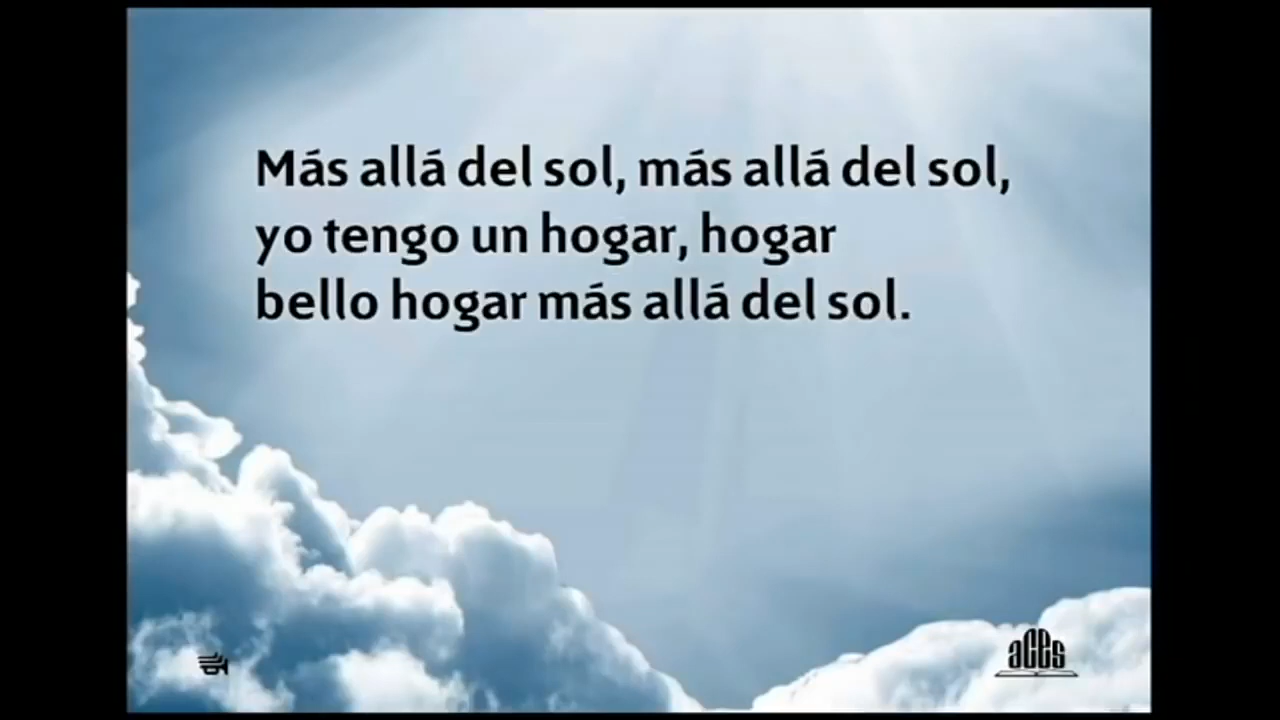 Más allá del sol, más allá del sol,
yo tengo un hogar, hogar
bello hogar más allá del sol.
aces